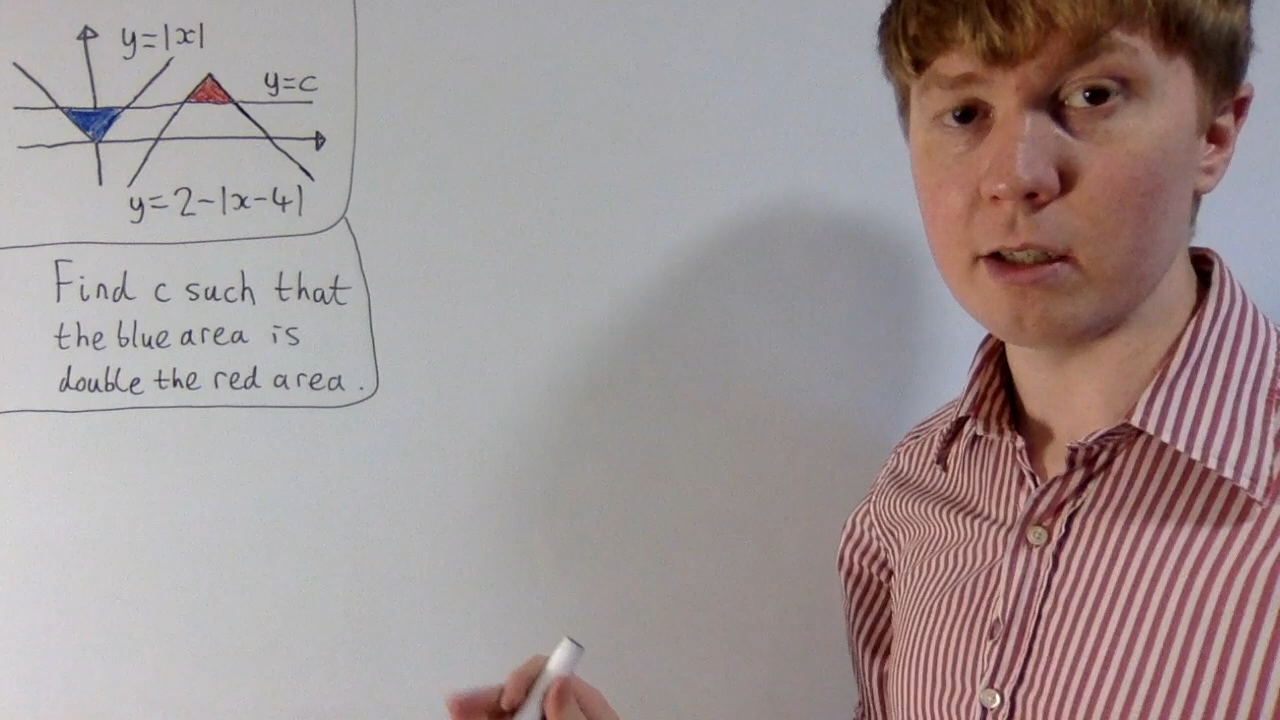 y=|x|
y=c
y=2-|x-4|
Find c such that
the blue area is
double the red area.